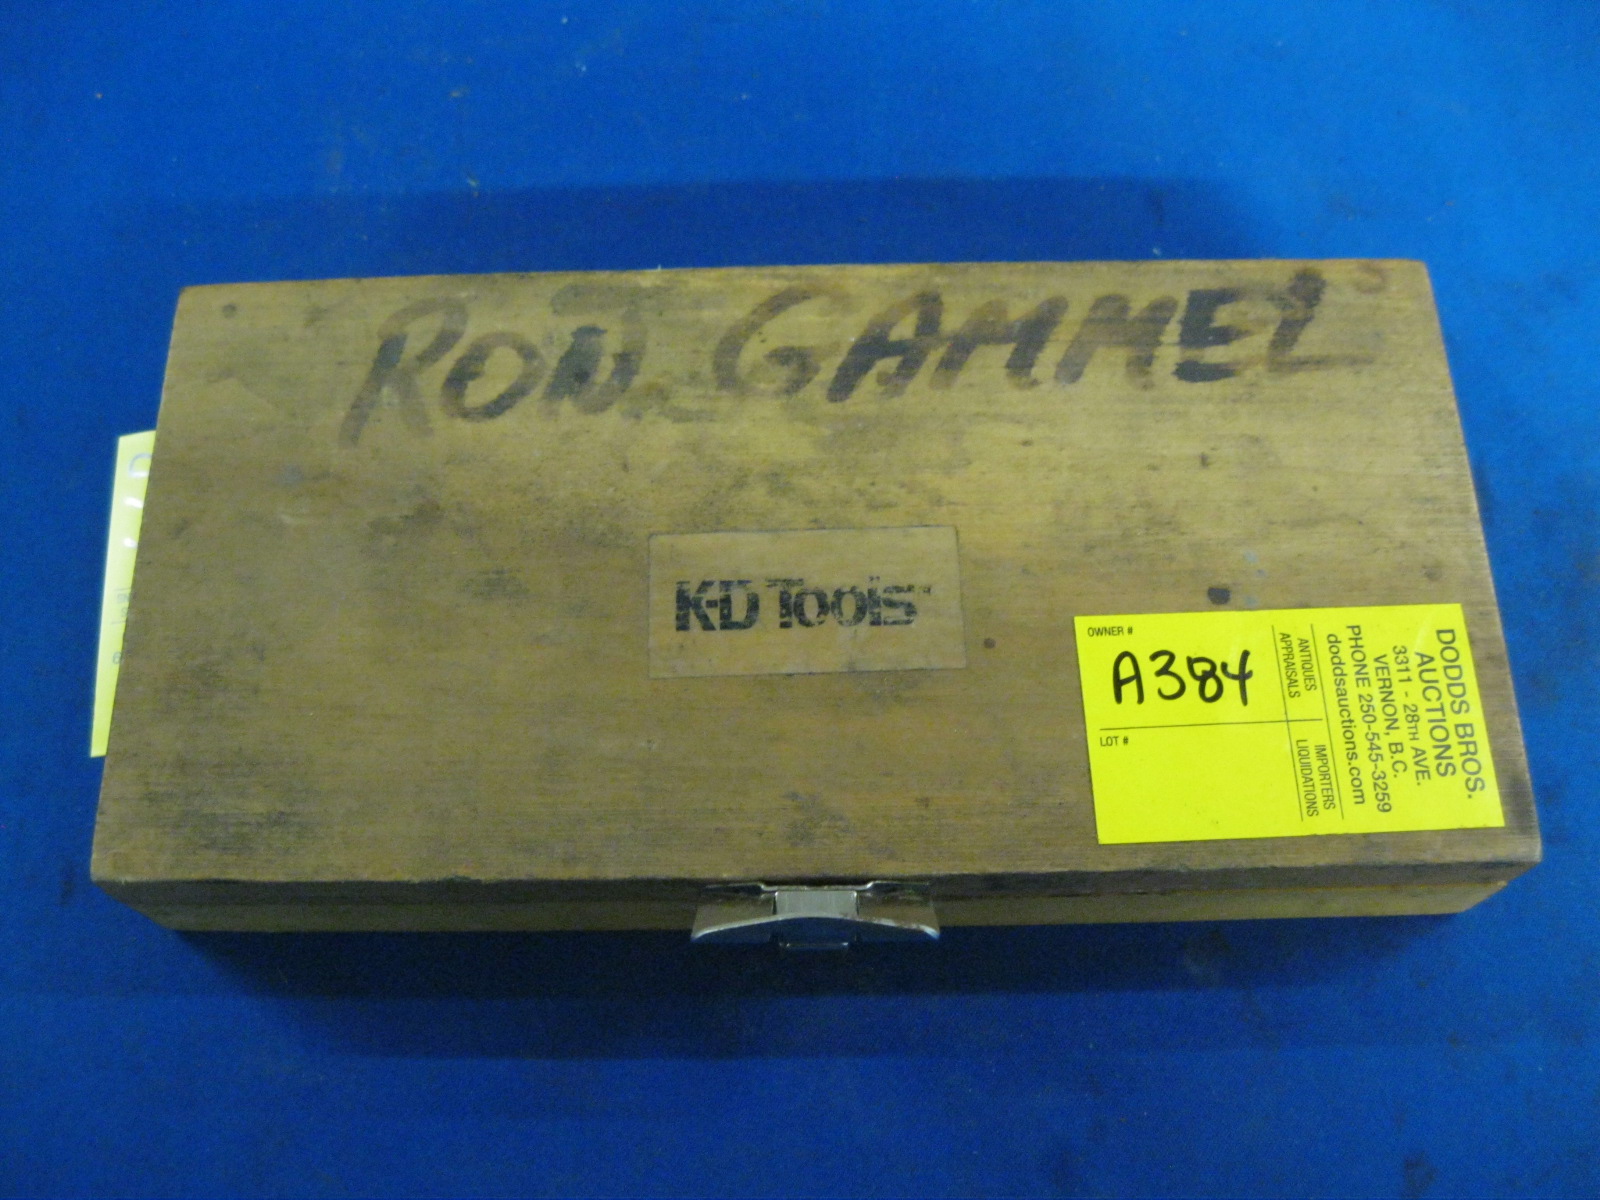 RON GAMMEL
K-D Tools
OWNER #
LOT #
DODDS BROS.
AUCTIONS
3311 - 28TH AVE.
VERNON, B.C.
PHONE 250-545-3259
doddsauctions.com
ANTIQUES IMPORTERS
APPRAISALS LIQUIDATIONS